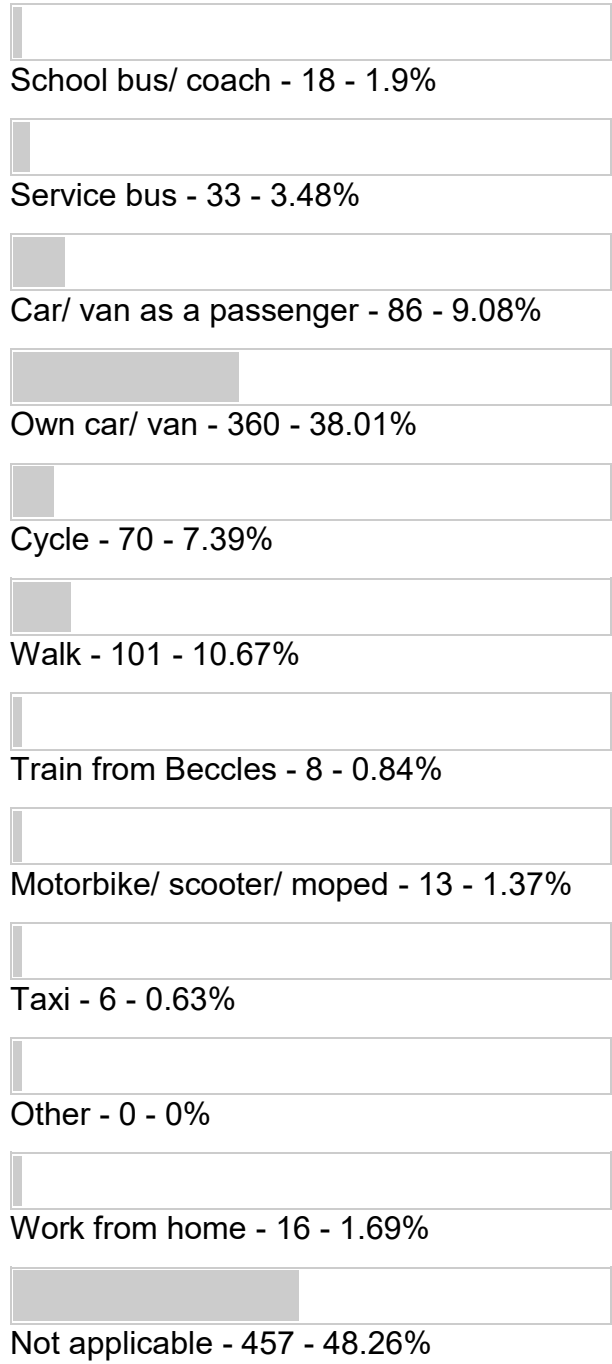 School bus/ coach - 18 - 1.9%
Service bus - 33 - 3.48%
Car/ van as a passenger - 86 - 9.08%
Own car/ van - 360 - 38.01%
Cycle - 70 - 7.39%
Walk - 101 - 10.67%
Train from Beccles - 8 - 0.84%
Motorbike/ scooter/ moped - 13 - 1.37%
Taxi - 6 - 0.63%
Other - 0 - 0%
Work from home - 16 - 1.69%
Not applicable - 457 - 48.26%